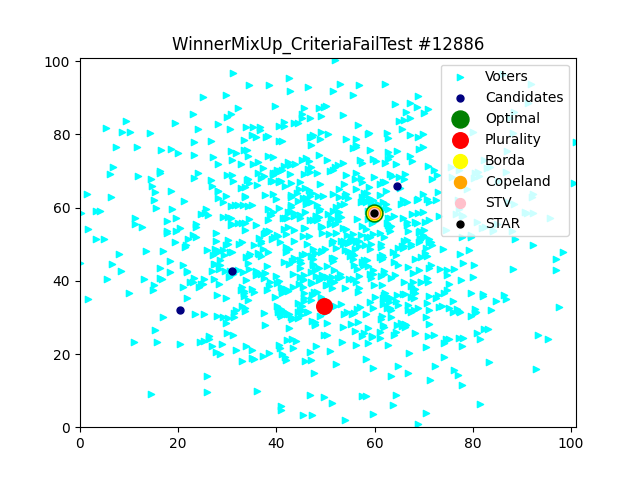 WinnerMixUp_CriteriaFailTest #12886
100
80
60
40
20
0
0 20 40 60 80 100
Voters
Candidates
Optimal
Plurality
Borda
Copeland
STV
STAR